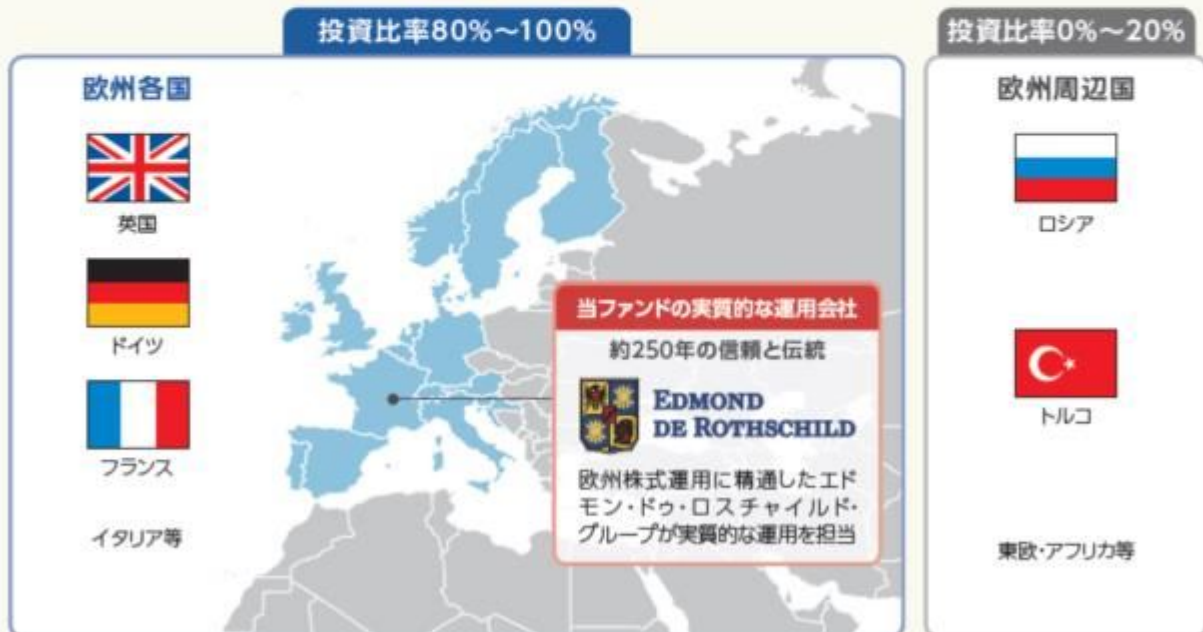 投資比率80%～100%
欧州各国
英国
ドイツ
フランス
イタリア等
当ファンドの実質的な運用会社
約250年の信頼と伝統
EDMOND
DE ROTHSCHILD
欧州株式運用に精通したエド
モン・ドゥ・ロスチャイルド・
グループが実質的な運用を担当
投資比率0%～20%
欧州周辺国
ロシア
トルコ
東欧・アフリカ等